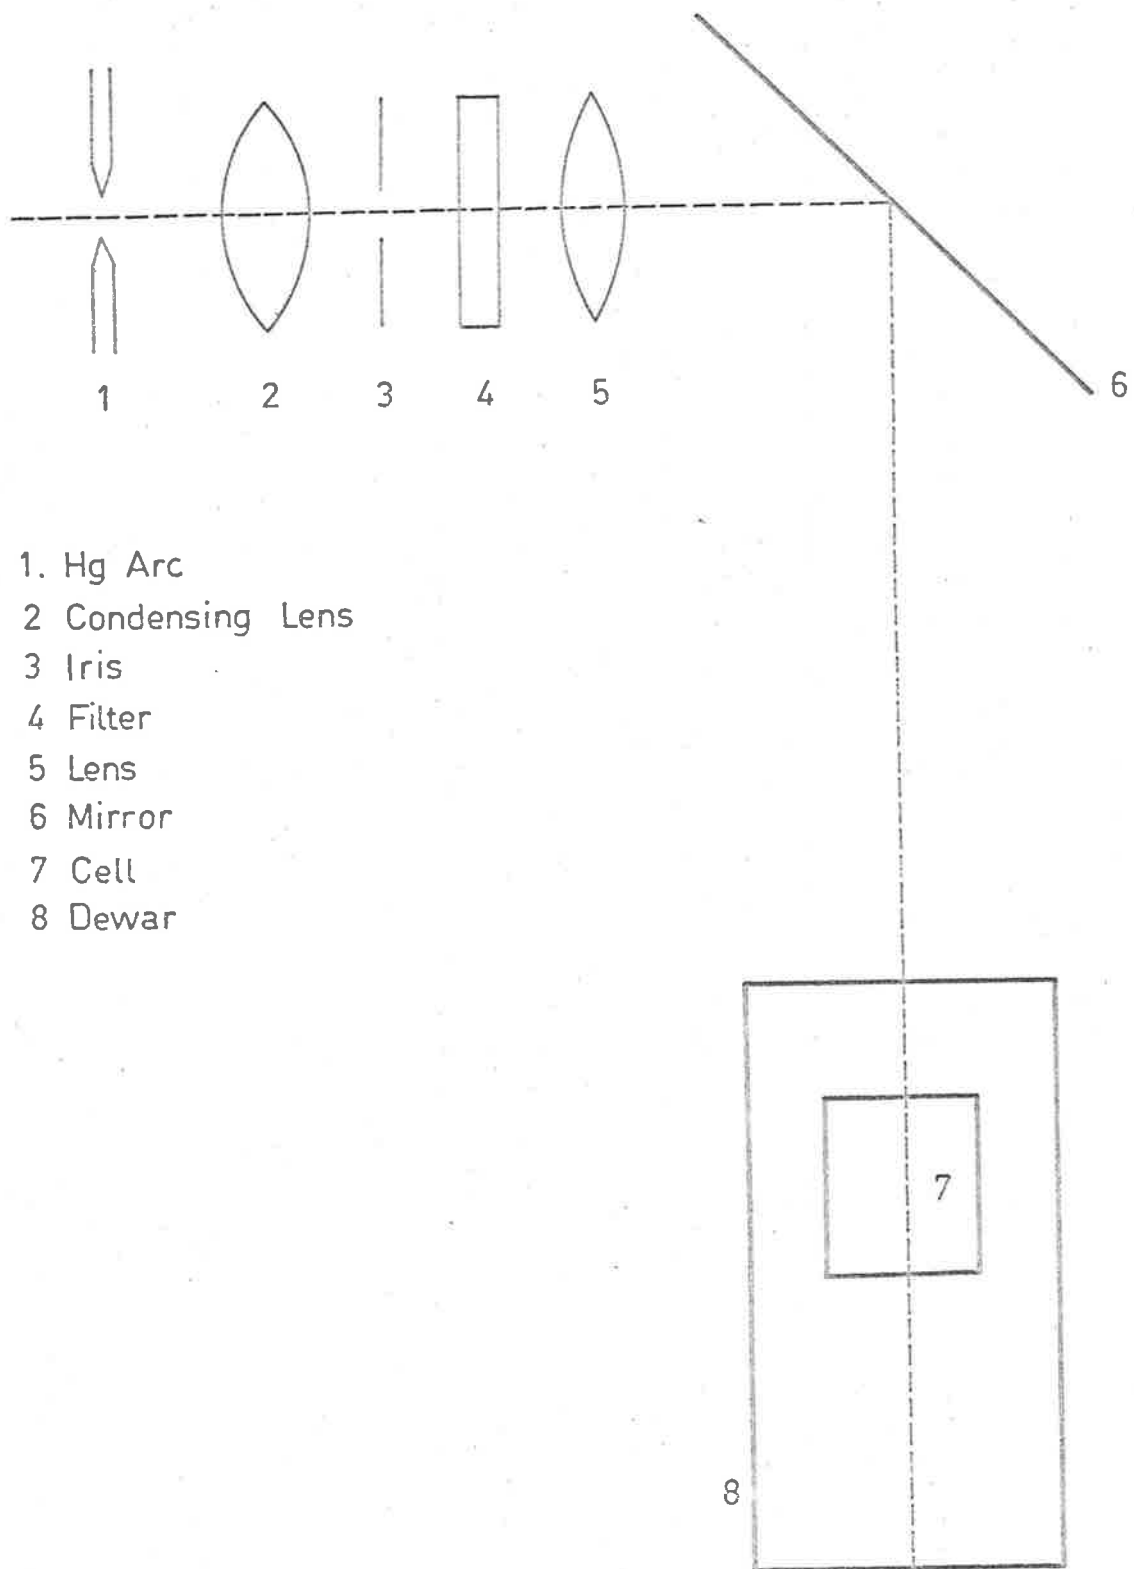 1 2 3 4 5 6
1. Hg Arc
2 Condensing Lens
3 Iris
4 Filter
5 Lens
6 Mirror
7 Cell
8 Dewar
7
8